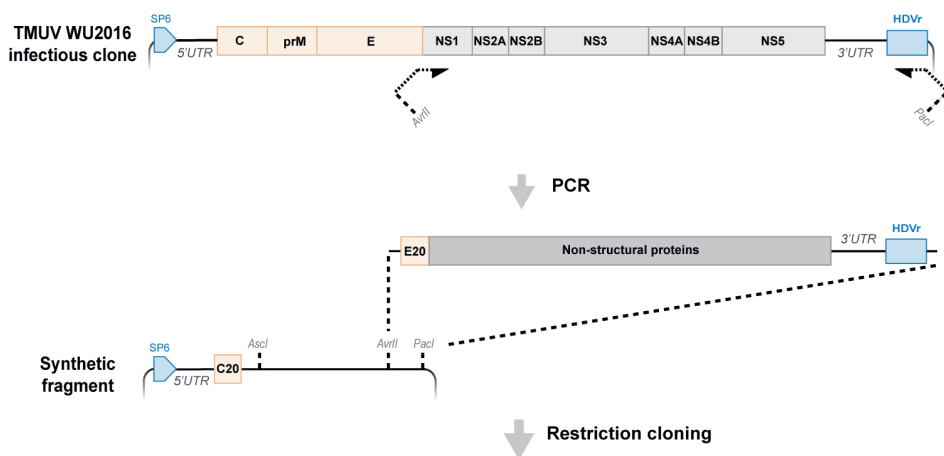 TMUV WU2016
infectious clone
SP6
5'UTR
C prM E NS1 NS2A NS2B NS3 NS4A NS4B NS5
3'UTR
HDVr
AvrII
PacI
PCR
E20 Non-structural proteins
3'UTR
HDVr
Synthetic
fragment
SP6
5'UTR
C20
AscI
AvrII
PacI
Restriction cloning